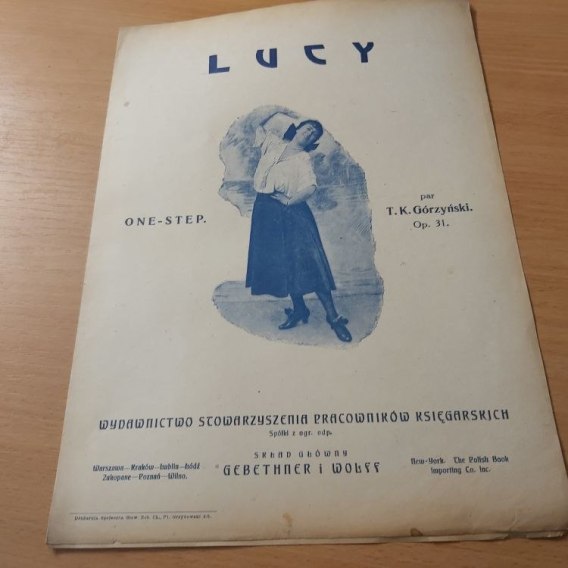 LUCY
ONE-STEP.
par
T. K. Górzyński.
Op. 31.
WYDAWNICTWO STOWARZYSZENIA PRACOWNIKÓW KSIĘGARSKICH
Spółki z ogr. odp.
Warszawa—Kraków—Lublin—Łódź
Zakopane—Poznań—Wilno.
SKŁAD GŁÓWNY
GEBETHNER i WOLFF
New-York. The Polish Book
Importing Co. Inc.